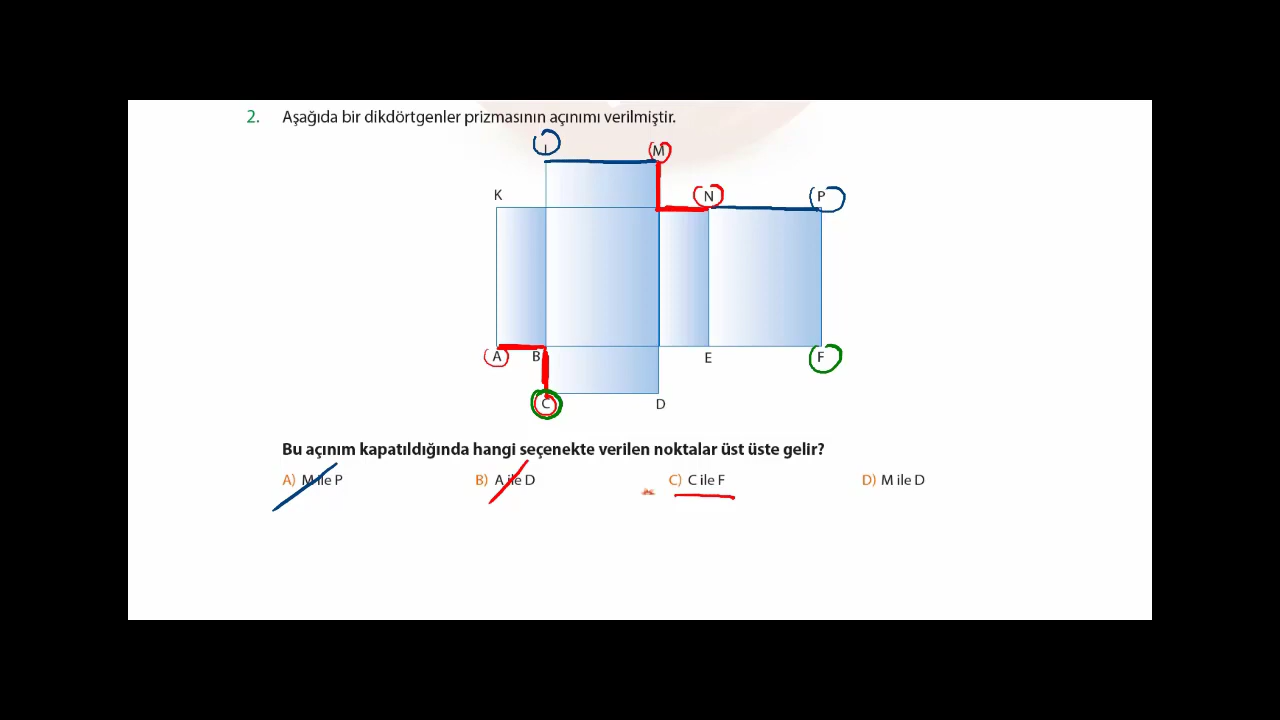 2. Aşağıda bir dikdörtgenler prizmasının açınımı verilmiştir.
M
K
N
P
A
B
E
F
C
D
Bu açınım kapatıldığında hangi seçenekte verilen noktalar üst üste gelir?
A) M ile P B) A ile D C) C ile F D) M ile D